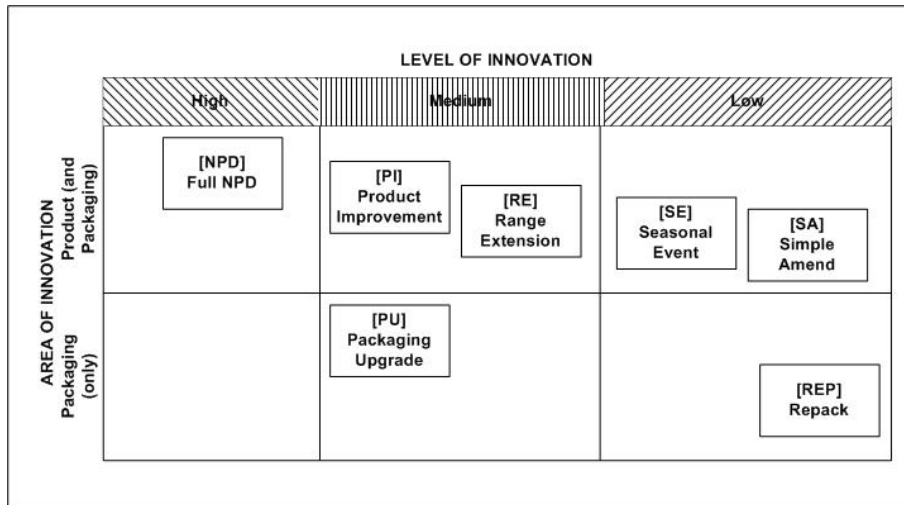 LEVEL OF INNOVATION
High
Medium
Low
AREA OF INNOVATION
Product (and
Packaging)
[NPD]
Full NPD
[PI]
Product
Improvement
[RE]
Range
Extension
[SE]
Seasonal
Event
[SA]
Simple
Amend
Packaging
(only)
[PU]
Packaging
Upgrade
[REP]
Repack